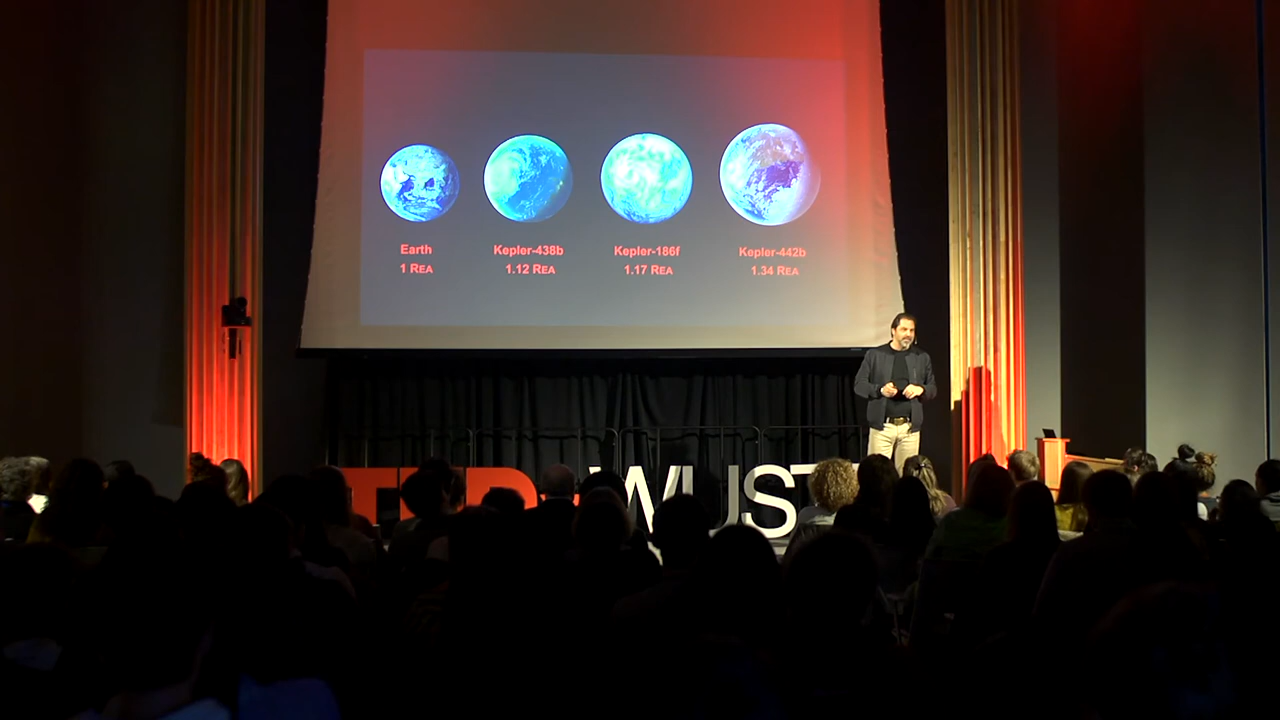 Earth
1 REA
Kepler-438b
1.12 REA
Kepler-186f
1.17 REA
Kepler-442b
1.34 REA
TED
WUST